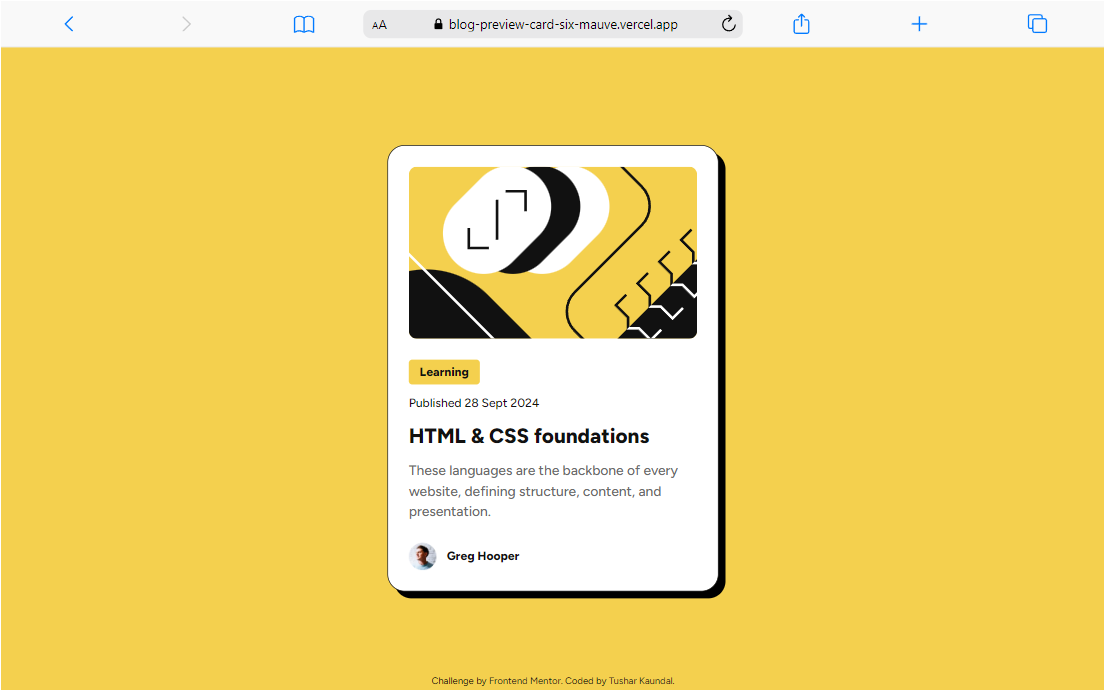 AA blog-preview-card-six-mauve.vercel.app
Learning
Published 28 Sept 2024
HTML & CSS foundations
These languages are the backbone of every
website, defining structure, content, and
presentation.
Greg Hooper
Challenge by Frontend Mentor. Coded by Tushar Kaundal.